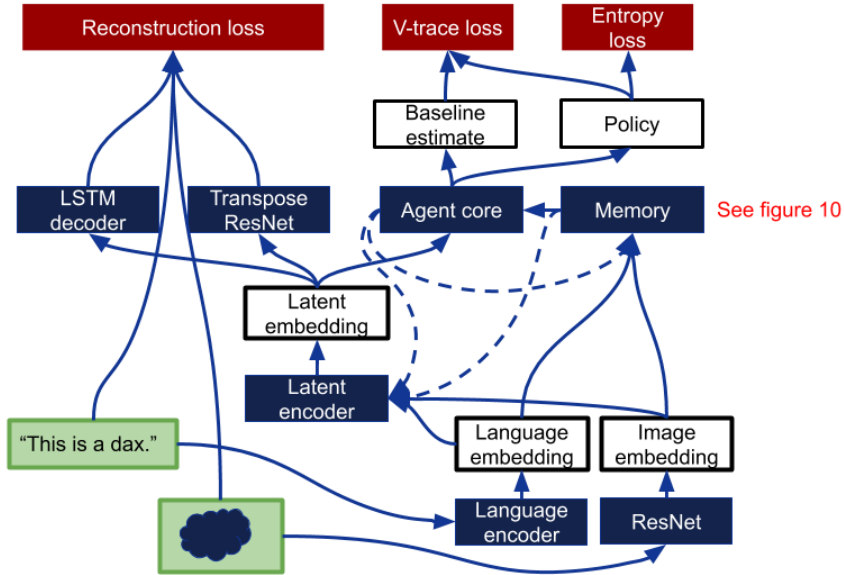 Reconstruction loss
V-trace loss
Entropy
loss
Baseline
estimate
Policy
LSTM
decoder
Transpose
ResNet
Agent core
Memory
See figure 10
Latent
embedding
Latent
encoder
“This is a dax.”
Language
embedding
Image
embedding
Language
encoder
ResNet